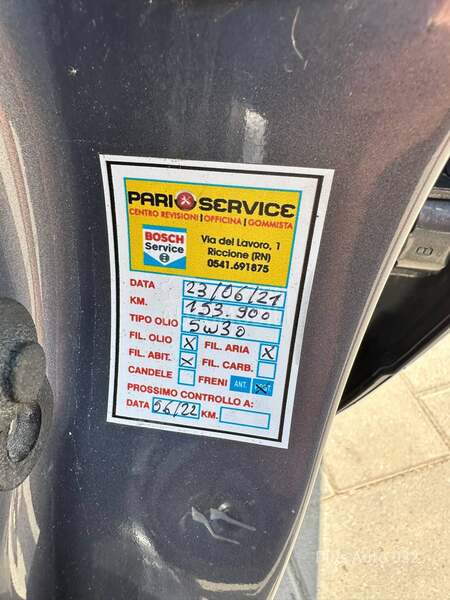 PARI SERVICE
CENTRO REVISIONI | OFFICINA | GOMMISTA
BOSCH
Service
Via del Lavoro, 1
Riccione (RN)
0541.691875
DATA 23/06/21
KM. 153.900
TIPO OLIO 5W30
FIL. OLIO X FIL. ARIA X
FIL. ABIT. X FIL. CARB.
CANDELE FRENI ANT. POST. X
PROSSIMO CONTROLLO A:
DATA 06/22 KM.